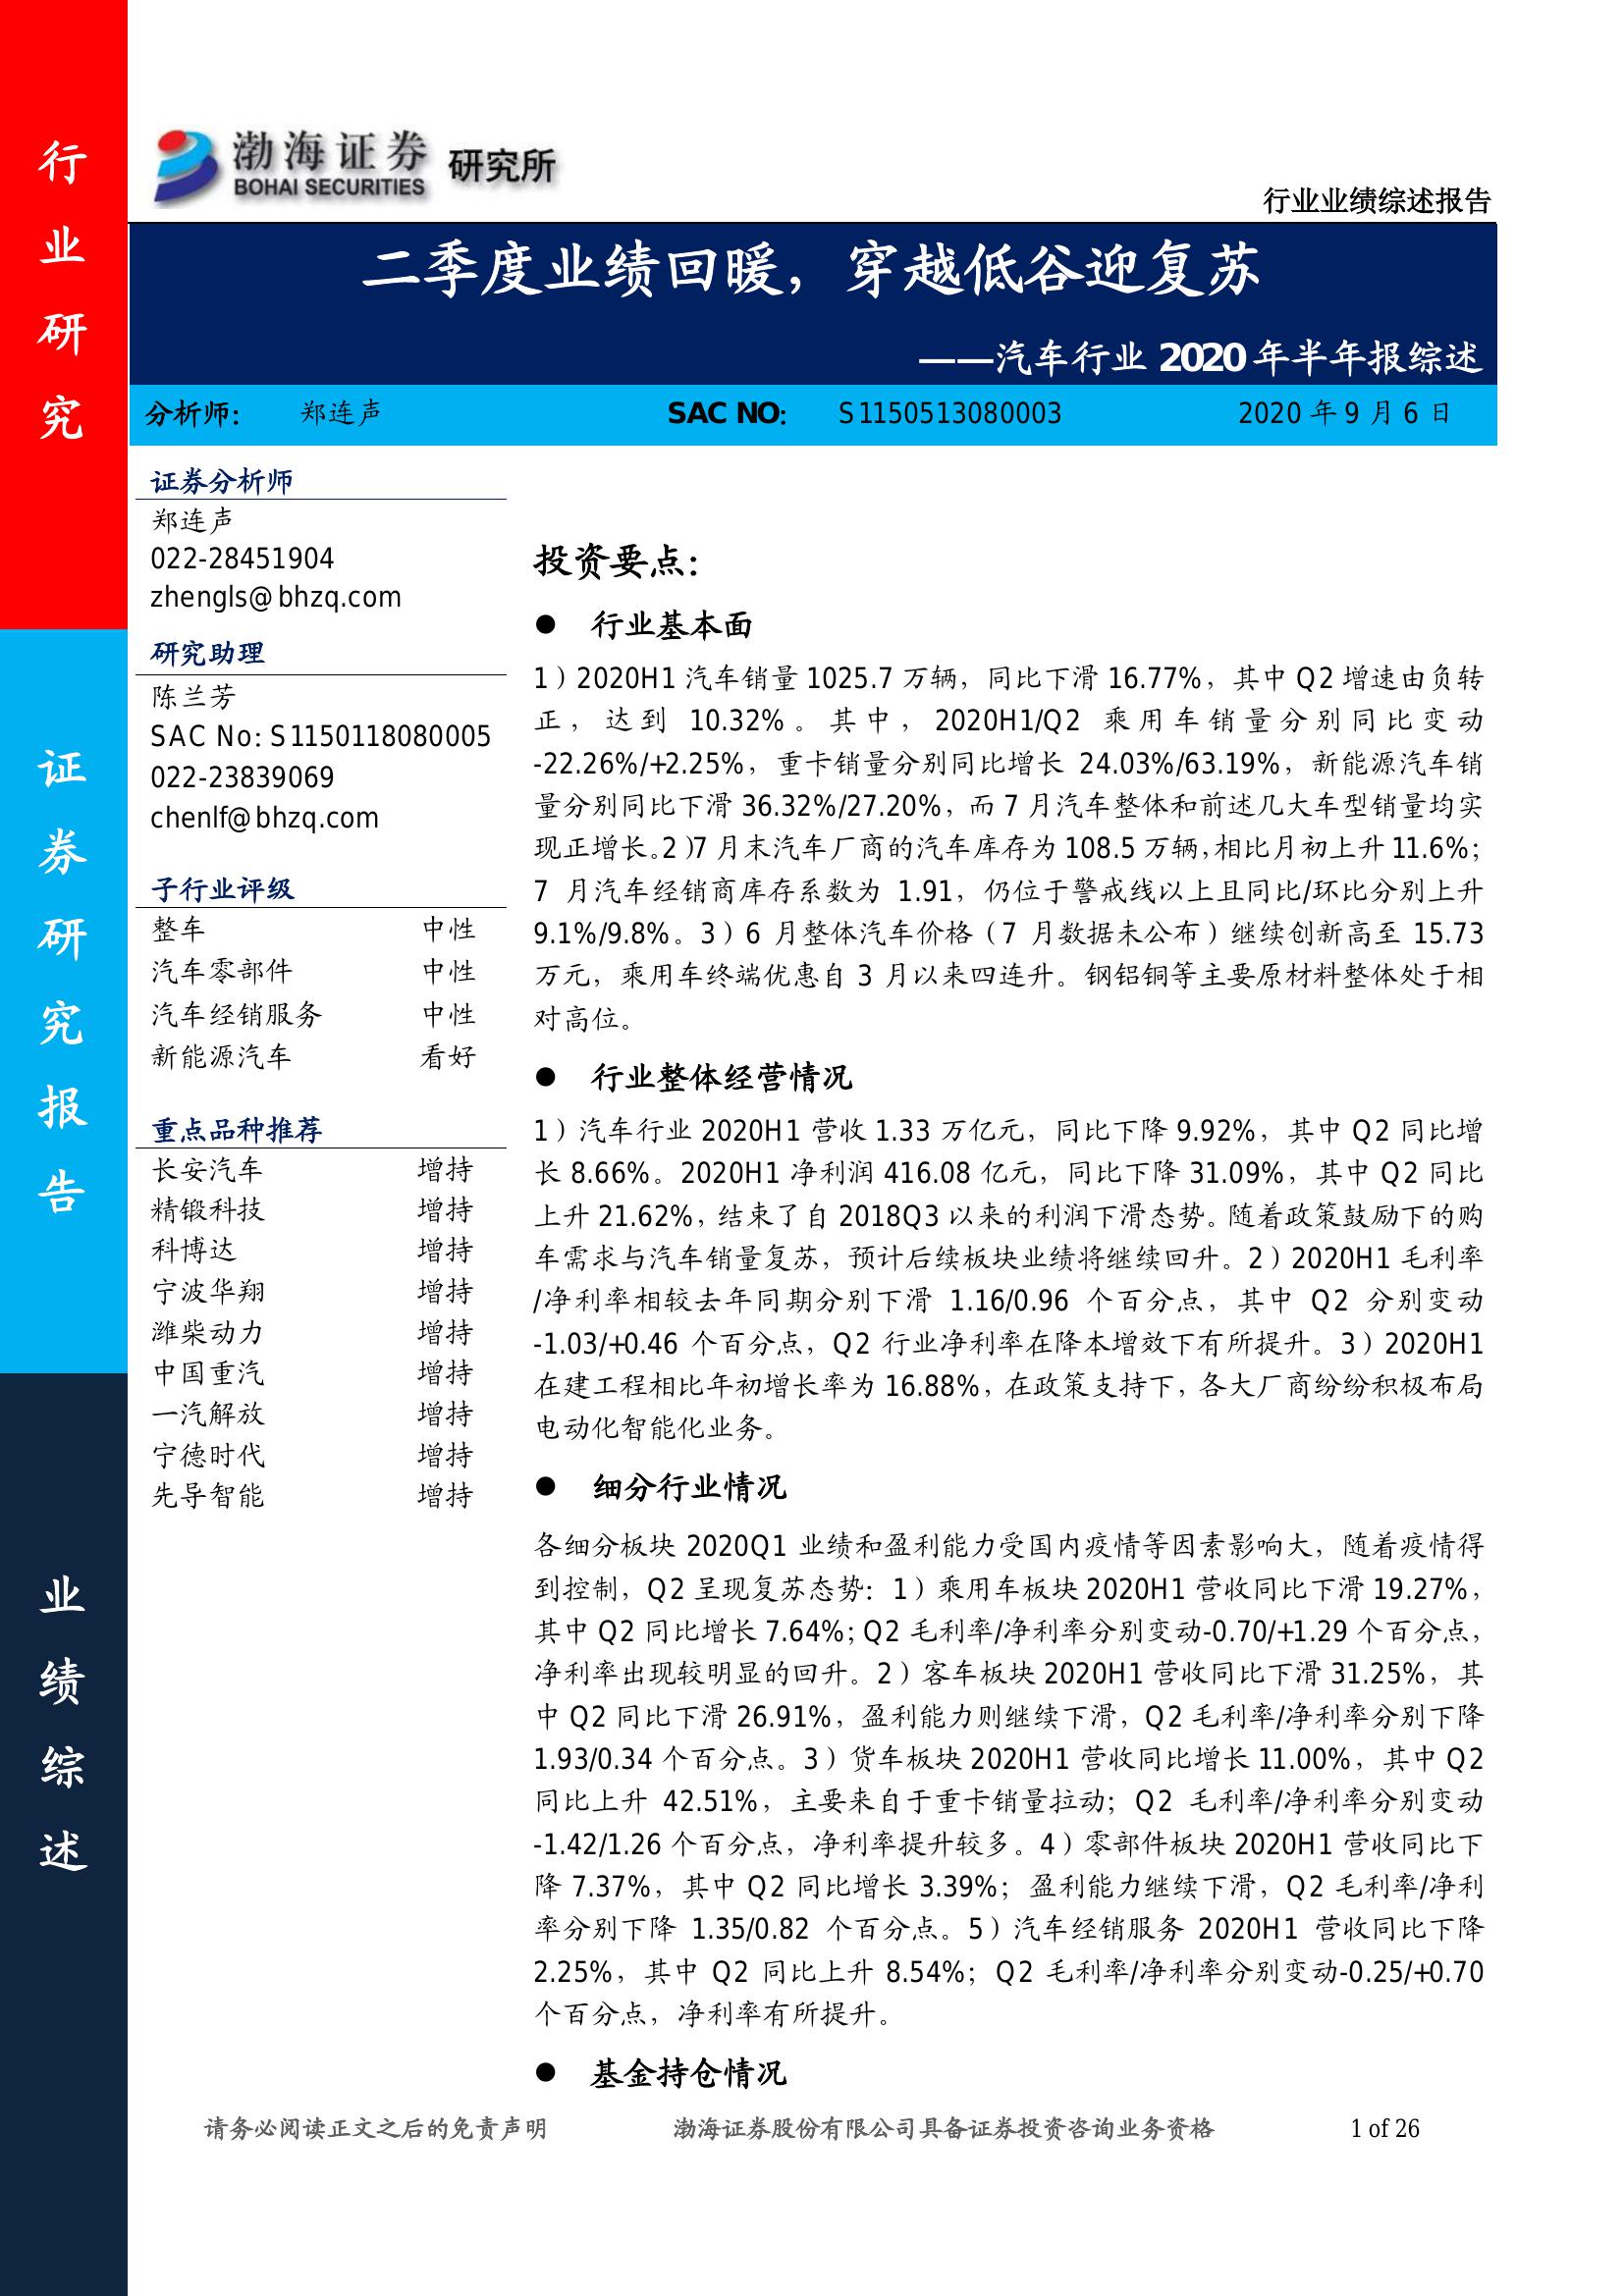 行业研究
证券研究报告
业绩综述
渤海证券 研究所
BOHAI SECURITIES
行业业绩综述报告
二季度业绩回暖，穿越低谷迎复苏
——汽车行业 2020 年半年报综述
分析师： 郑连声 SAC NO： S1150513080003 2020 年 9 月 6 日
证券分析师
郑连声
022-28451904
zhengls@bhzq.com
研究助理
陈兰芳
SAC No: S1150118080005
022-23839069
chenlf@bhzq.com
子行业评级
整车 中性
汽车零部件 中性
汽车经销服务 中性
新能源汽车 看好
重点品种推荐
长安汽车 增持
精锻科技 增持
科博达 增持
宁波华翔 增持
潍柴动力 增持
中国重汽 增持
一汽解放 增持
宁德时代 增持
先导智能 增持
投资要点：
● 行业基本面
1）2020H1 汽车销量 1025.7 万辆，同比下滑 16.77%，其中 Q2 增速由负转
正，达到 10.32%。其中，2020H1/Q2 乘用车销量分别同比变动
-22.26%/+2.25%，重卡销量分别同比增长 24.03%/63.19%，新能源汽车销
量分别同比下滑 36.32%/27.20%，而 7 月汽车整体和前述几大车型销量均实
现正增长。2）7 月末汽车厂商的汽车库存为 108.5 万辆，相比月初上升 11.6%；
7 月汽车经销商库存系数为 1.91，仍位于警戒线以上且同比/环比分别上升
9.1%/9.8%。3）6 月整体汽车价格（7 月数据未公布）继续创新高至 15.73
万元，乘用车终端优惠自 3 月以来四连升。钢铝铜等主要原材料整体处于相
对高位。
● 行业整体经营情况
1）汽车行业 2020H1 营收 1.33 万亿元，同比下降 9.92%，其中 Q2 同比增
长 8.66%。2020H1 净利润 416.08 亿元，同比下降 31.09%，其中 Q2 同比
上升 21.62%，结束了自 2018Q3 以来的利润下滑态势。随着政策鼓励下的购
车需求与汽车销量复苏，预计后续板块业绩将继续回升。2）2020H1 毛利率
/净利率相较去年同期分别下滑 1.16/0.96 个百分点，其中 Q2 分别变动
-1.03/+0.46 个百分点，Q2 行业净利率在降本增效下有所提升。3）2020H1
在建工程相比年初增长率为 16.88%，在政策支持下，各大厂商纷纷积极布局
电动化智能化业务。
● 细分行业情况
各细分板块 2020Q1 业绩和盈利能力受国内疫情等因素影响大，随着疫情得
到控制，Q2 呈现复苏态势：1）乘用车板块 2020H1 营收同比下滑 19.27%，
其中 Q2 同比增长 7.64%；Q2 毛利率/净利率分别变动-0.70/+1.29 个百分点，
净利率出现较明显的回升。2）客车板块 2020H1 营收同比下滑 31.25%，其
中 Q2 同比下滑 26.91%，盈利能力则继续下滑，Q2 毛利率/净利率分别下降
1.93/0.34 个百分点。3）货车板块 2020H1 营收同比增长 11.00%，其中 Q2
同比上升 42.51%，主要来自于重卡销量拉动；Q2 毛利率/净利率分别变动
-1.42/1.26 个百分点，净利率提升较多。4）零部件板块 2020H1 营收同比下
降 7.37%，其中 Q2 同比增长 3.39%；盈利能力继续下滑，Q2 毛利率/净利
率分别下降 1.35/0.82 个百分点。5）汽车经销服务 2020H1 营收同比下降
2.25%，其中 Q2 同比上升 8.54%；Q2 毛利率/净利率分别变动-0.25/+0.70
个百分点，净利率有所提升。
● 基金持仓情况
请务必阅读正文之后的免责声明 渤海证券股份有限公司具备证券投资咨询业务资格 1 of 26